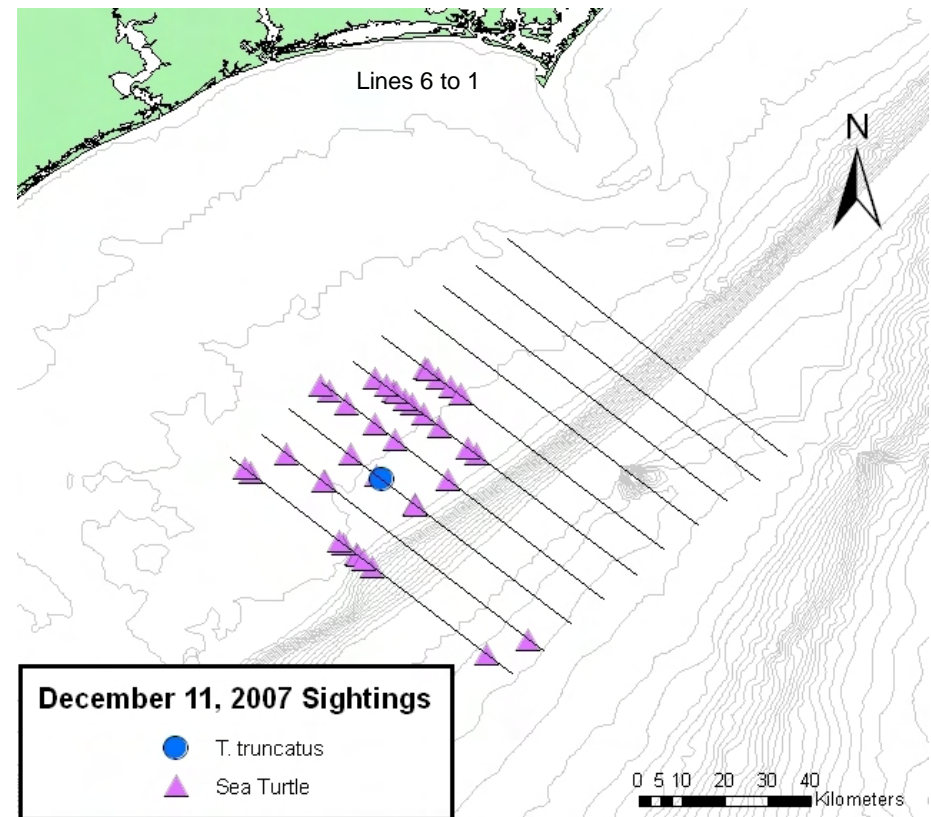 Lines 6 to 1
N
December 11, 2007 Sightings
T. truncatus
Sea Turtle
0 5 10 20 30 40
Kilometers